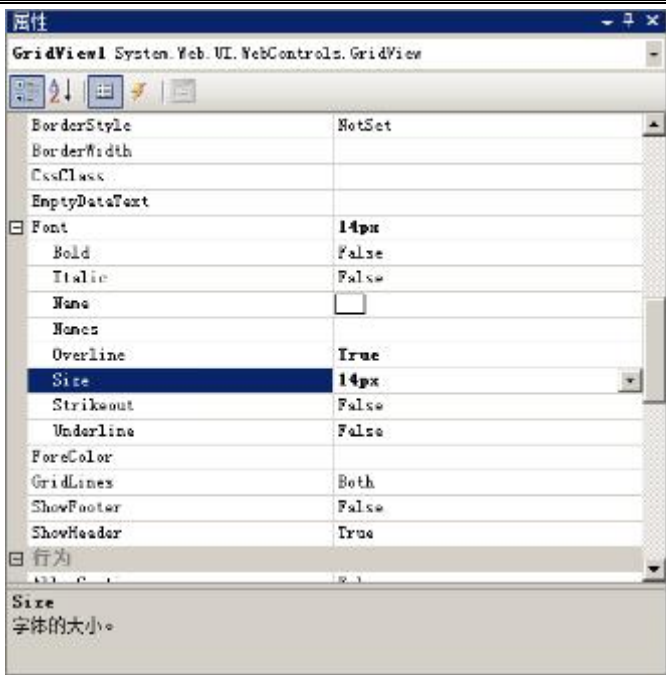 属性
GridView1 System.Web.UI.WebControls.GridView
BorderStyle NotSet
BorderWidth
CssClass
EmptyDataText
Font 14px
Bold False
Italic False
Name
Names
Overline True
Size 14px
Strikeout False
Underline False
ForeColor
GridLines Both
ShowFooter False
ShowHeader True
行为
Size
字体的大小。